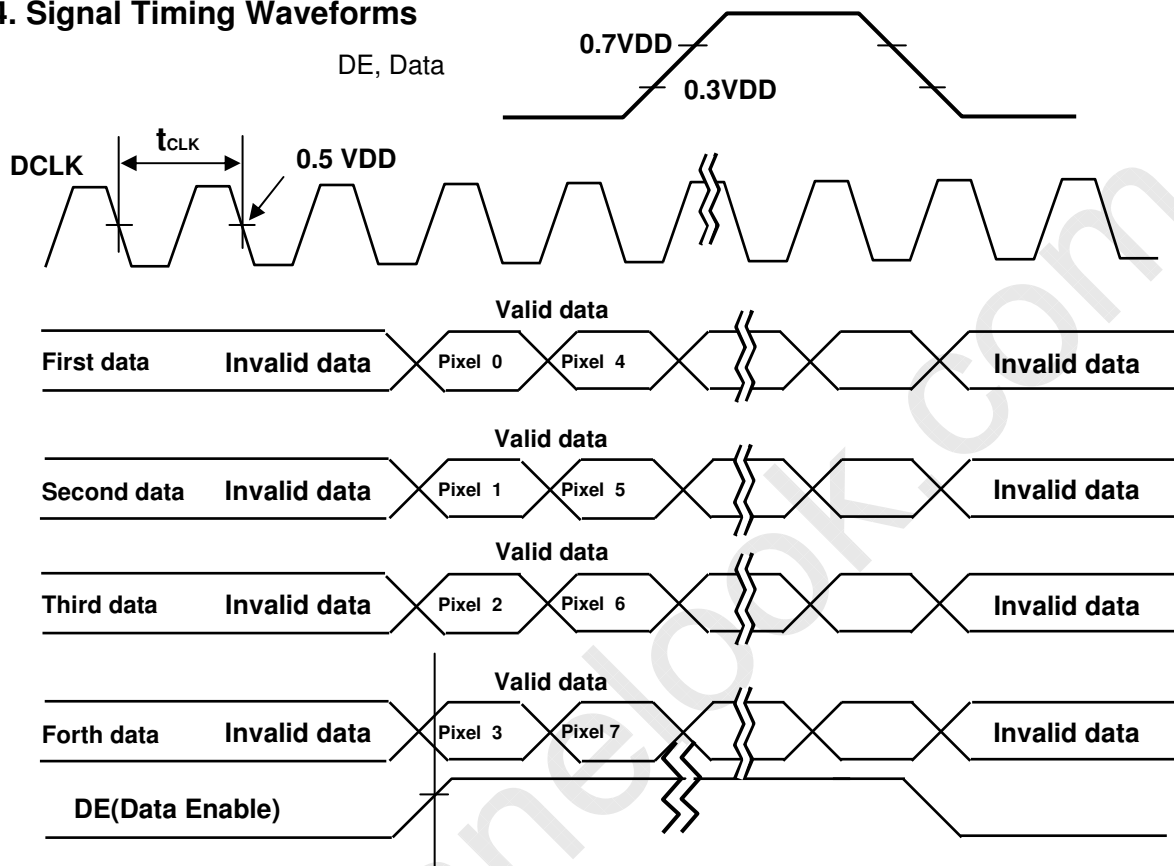 4. Signal Timing Waveforms
0.7VDD
DE, Data
0.3VDD
tCLK
DCLK
0.5 VDD
Valid data
First data Invalid data Pixel 0 Pixel 4 Invalid data
Valid data
Second data Invalid data Pixel 1 Pixel 5 Invalid data
Valid data
Third data Invalid data Pixel 2 Pixel 6 Invalid data
Valid data
Forth data Invalid data Pixel 3 Pixel 7 Invalid data
DE(Data Enable)
nelook.com